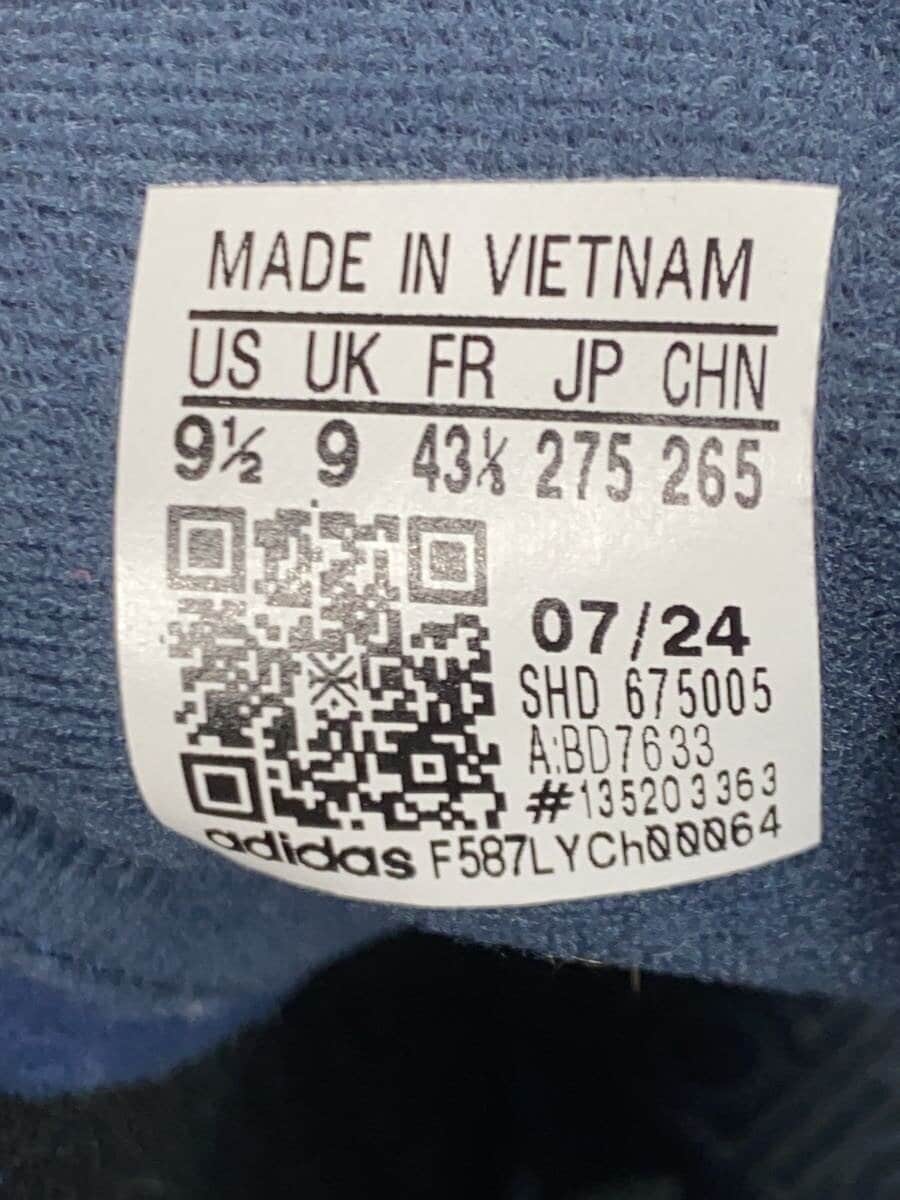 MADE IN VIETNAM
US UK FR JP CHN
9½ 9 43⅓ 275 265
07/24
SHD 675005
A:BD7633
#135203363
adidas F587LYCh00064